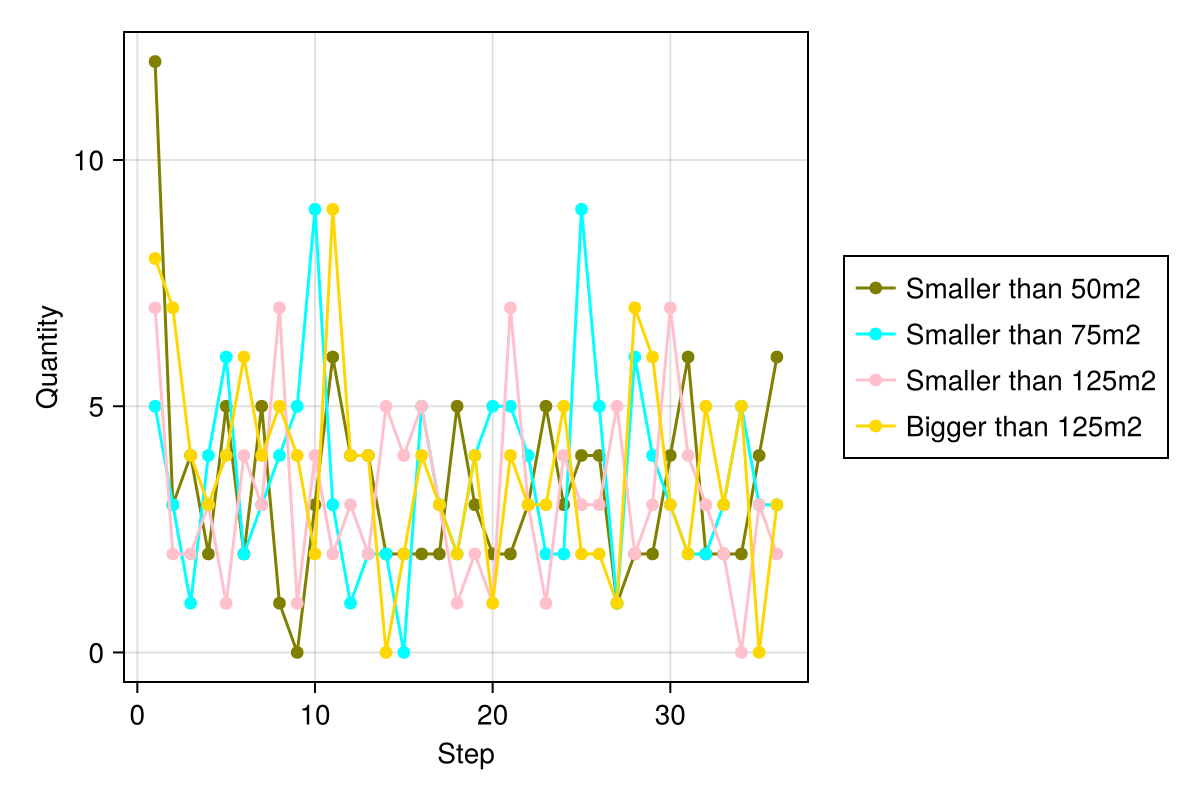 10
5
0
Quantity
0 10 20 30
Step
Smaller than 50m2
Smaller than 75m2
Smaller than 125m2
Bigger than 125m2